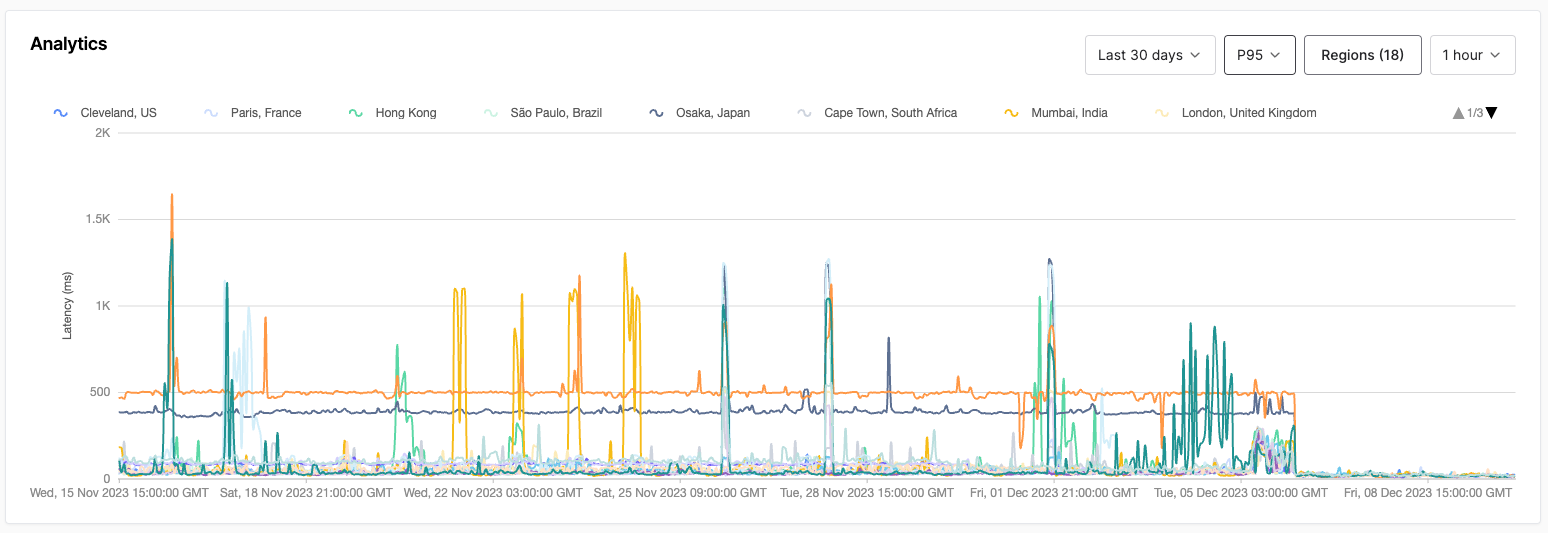 Analytics
Last 30 days
P95
Regions (18)
1 hour
Cleveland, US
Paris, France
Hong Kong
São Paulo, Brazil
Osaka, Japan
Cape Town, South Africa
Mumbai, India
London, United Kingdom
1/3
2K
1.5K
1K
500
0
Latency (ms)
Wed, 15 Nov 2023 15:00:00 GMT
Sat, 18 Nov 2023 21:00:00 GMT
Wed, 22 Nov 2023 03:00:00 GMT
Sat, 25 Nov 2023 09:00:00 GMT
Tue, 28 Nov 2023 15:00:00 GMT
Fri, 01 Dec 2023 21:00:00 GMT
Tue, 05 Dec 2023 03:00:00 GMT
Fri, 08 Dec 2023 15:00:00 GMT